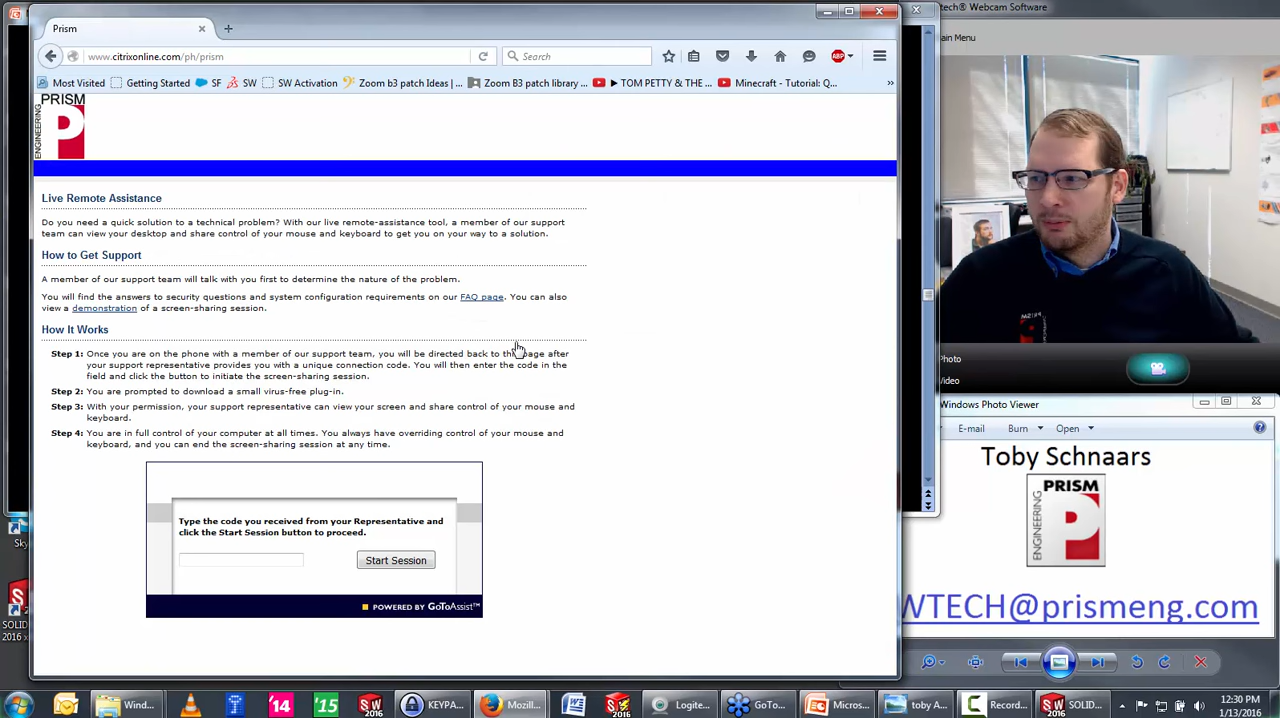 Prism
tech® Webcam Software
www.citrixonline.com/ph/prism
Search
ABP
ain Menu
Most Visited
Getting Started
SF
SW
SW Activation
Zoom b3 patch Ideas | ...
Zoom B3 patch library ...
► TOM PETTY & THE ...
Minecraft - Tutorial: Q...
PRISM
P
ENGINEERING
Live Remote Assistance
Do you need a quick solution to a technical problem? With our live remote-assistance tool, a member of our support
team can view your desktop and share control of your mouse and keyboard to get you on your way to a solution.
How to Get Support
A member of our support team will talk with you first to determine the nature of the problem.
You will find the answers to security questions and system configuration requirements on our FAQ page. You can also
view a demonstration of a screen-sharing session.
How It Works
Step 1: Once you are on the phone with a member of our support team, you will be directed back to this page after
your support representative provides you with a unique connection code. You will then enter the code in the
field and click the button to initiate the screen-sharing session.
Step 2: You are prompted to download a small virus-free plug-in.
Step 3: With your permission, your support representative can view your screen and share control of your mouse and
keyboard.
Step 4: You are in full control of your computer at all times. You always have overriding control of your mouse and
keyboard, and you can end the screen-sharing session at any time.
Type the code you received from your Representative and
click the Start Session button to proceed.
Start Session
POWERED BY GoToAssist™
Photo
Video
Windows Photo Viewer
E-mail
Burn
Open
Toby Schnaars
PRISM
P
ENGINEERING
WTECH@prismeng.com
Sky
SOLID
2016 x
Wind...
14
'15
SW
2016
KEYPA...
Mozill...
Logite...
GoTo...
Micros...
toby A...
Record...
SOLID...
12:30 PM
1/13/2016